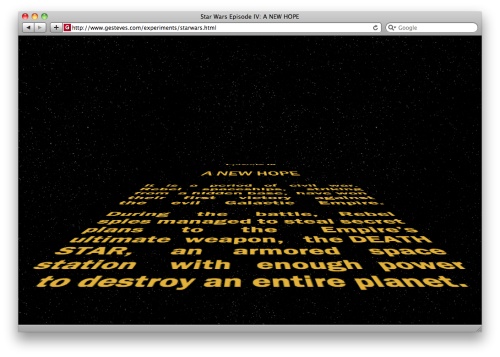 Star Wars Episode IV: A NEW HOPE
http://www.gesteves.com/experiments/starwars.html
Google
Episode IV
A NEW HOPE
It is a period of civil war.
Rebel spaceships, striking
from a hidden base, have won
their first victory against
the evil Galactic Empire.
During the battle, Rebel
spies managed to steal secret
plans to the Empire's
ultimate weapon, the DEATH
STAR, an armored space
station with enough power
to destroy an entire planet.